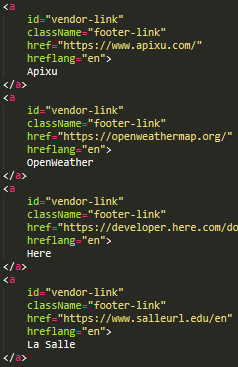 <a
id="vendor-link"
className="footer-link"
href="https://www.apixu.com/"
hreflang="en">
Apixu
</a>
<a
id="vendor-link"
className="footer-link"
href="https://openweathermap.org/"
hreflang="en">
OpenWeather
</a>
<a
id="vendor-link"
className="footer-link"
href="https://developer.here.com/do
hreflang="en">
Here
</a>
<a
id="vendor-link"
className="footer-link"
href="https://www.salleurl.edu/en"
hreflang="en">
La Salle
</a>